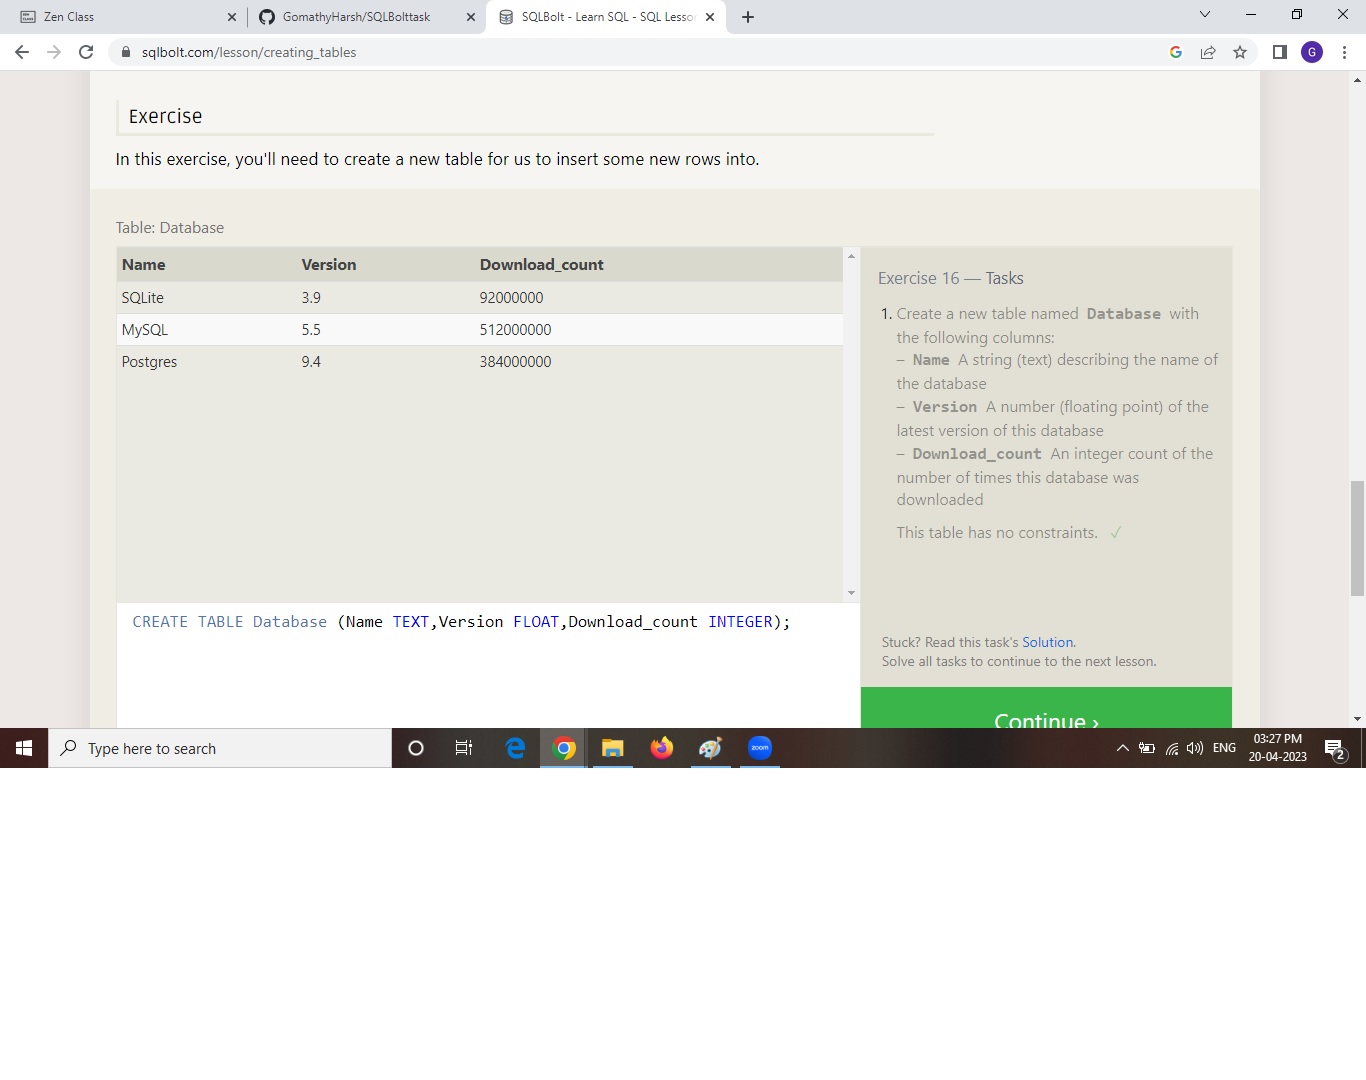 Zen Class
GomathyHarsh/SQLBolttask
SQLBolt - Learn SQL - SQL Lesso
sqlbolt.com/lesson/creating_tables
G
Exercise
In this exercise, you'll need to create a new table for us to insert some new rows into.
Table: Database
Name Version Download_count
SQLite 3.9 92000000
MySQL 5.5 512000000
Postgres 9.4 384000000
CREATE TABLE Database (Name TEXT,Version FLOAT,Download_count INTEGER);
Exercise 16 — Tasks
1. Create a new table named Database with
the following columns:
– Name A string (text) describing the name of
the database
– Version A number (floating point) of the
latest version of this database
– Download_count An integer count of the
number of times this database was
downloaded
This table has no constraints. ✓
Stuck? Read this task's Solution.
Solve all tasks to continue to the next lesson.
Continue ›
Type here to search
zoom
ENG
03:27 PM
20-04-2023
2